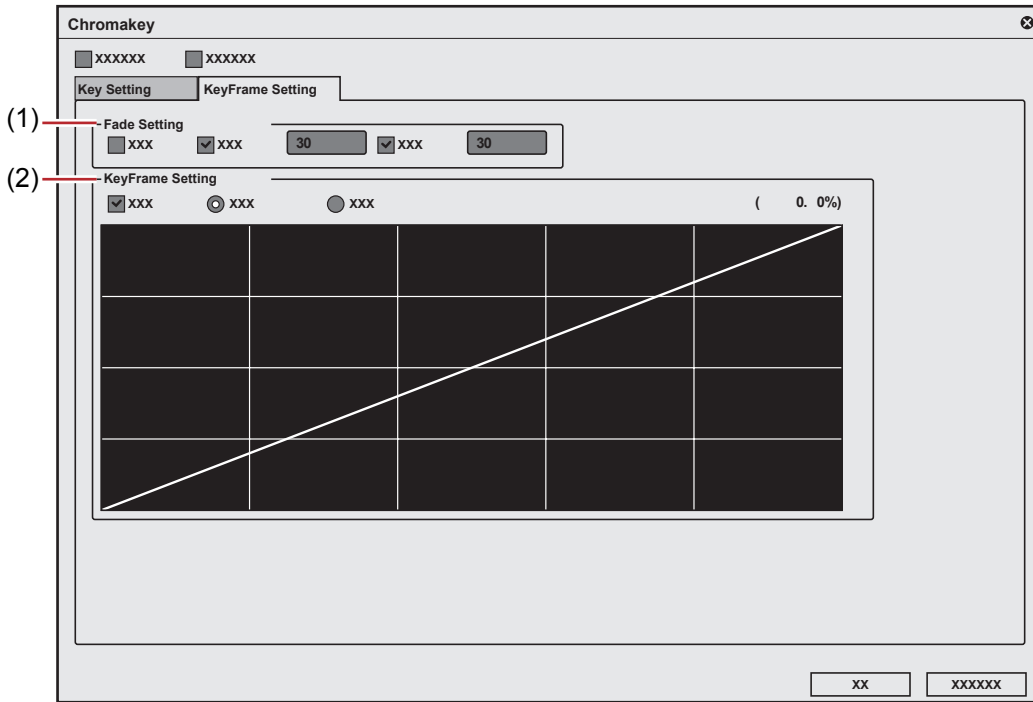 Chromakey
xxxxxx xxxxxx
Key Setting KeyFrame Setting
(1)
Fade Setting
xxx xxx 30 xxx 30
(2)
KeyFrame Setting
xxx xxx xxx ( 0. 0%)
xx xxxxxx